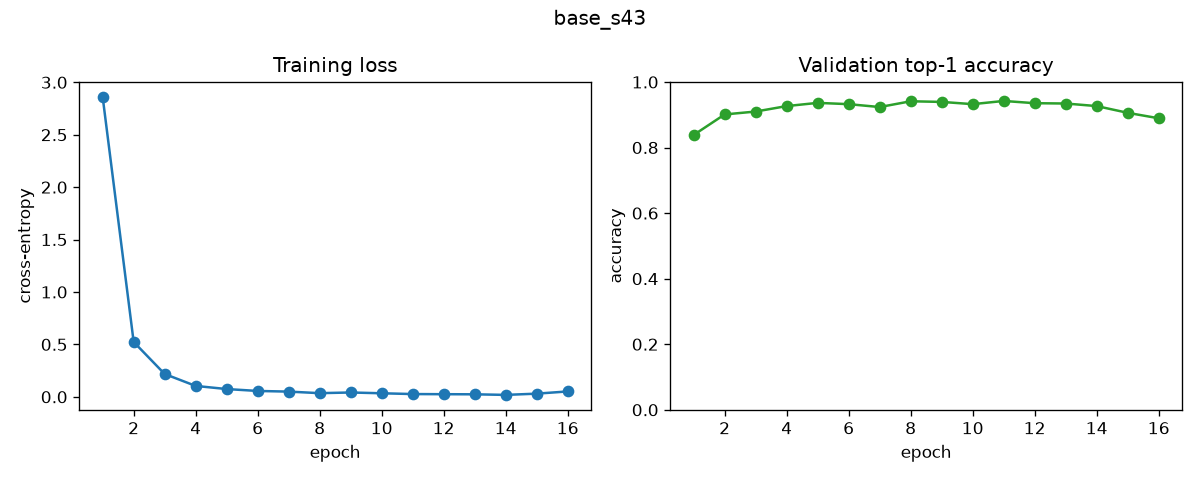 base_s43
Training loss
Validation top-1 accuracy
3.0
2.5
2.0
1.5
1.0
0.5
0.0
cross-entropy
2 4 6 8 10 12 14 16
epoch
1.0
0.8
0.6
0.4
0.2
0.0
accuracy
2 4 6 8 10 12 14 16
epoch